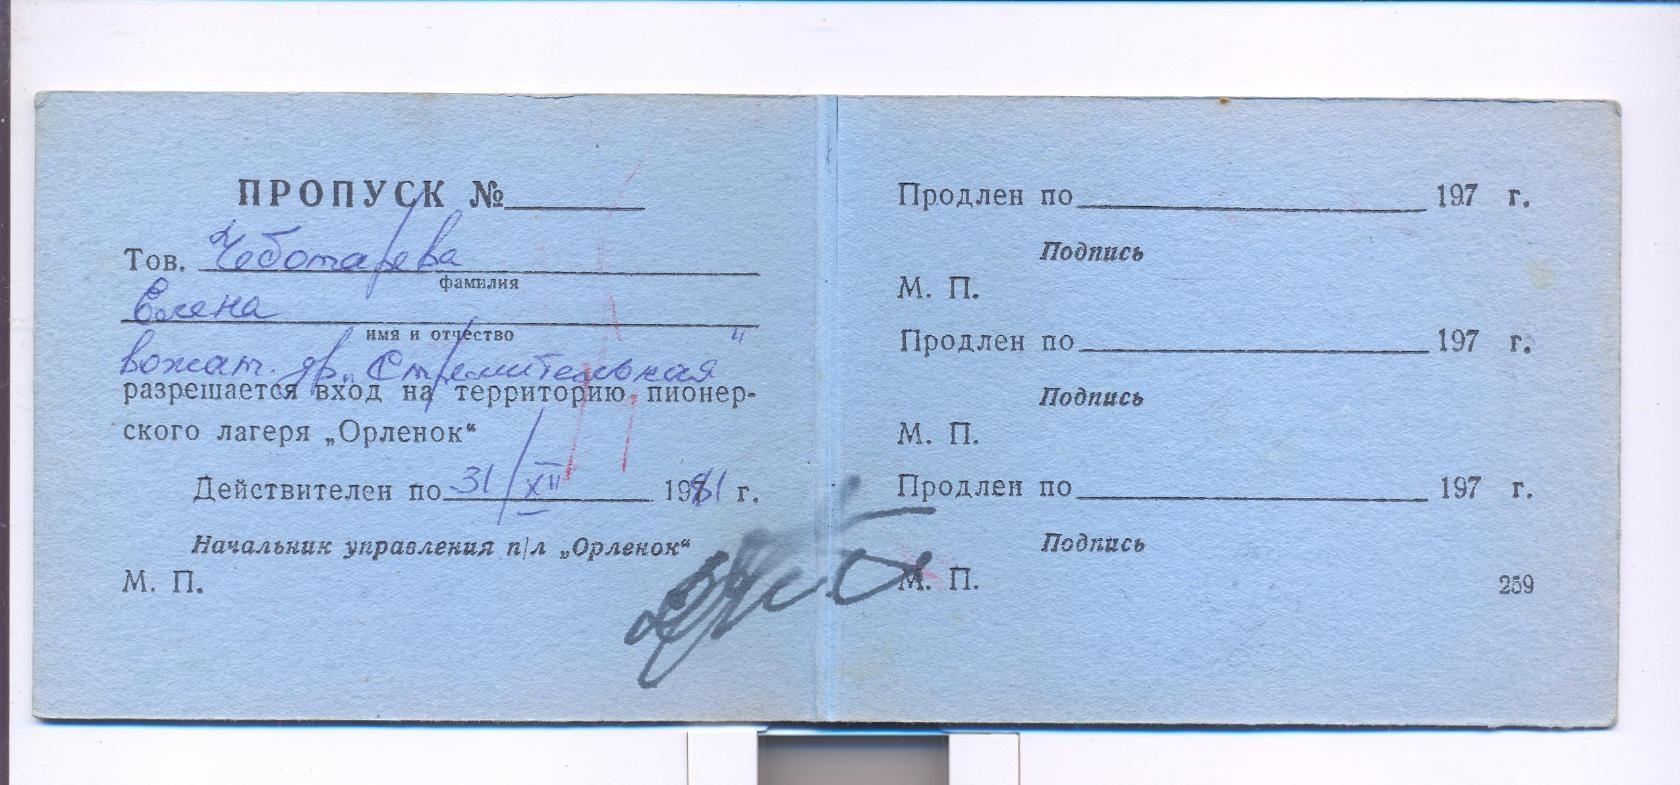 ПРОПУСК №
Тов. Чеботарева
фамилия
Елена
имя и отчество
вожат. др. „Стремительная"
разрешается вход на территорию пионер-
ского лагеря „Орленок“
Действителен по 31/XII 1981 г.
Начальник управления п/л „Орленок“
М. П.
Продлен по 197 г.
Подпись
М. П.
Продлен по 197 г.
Подпись
М. П.
Продлен по 197 г.
Подпись
М. П.
259